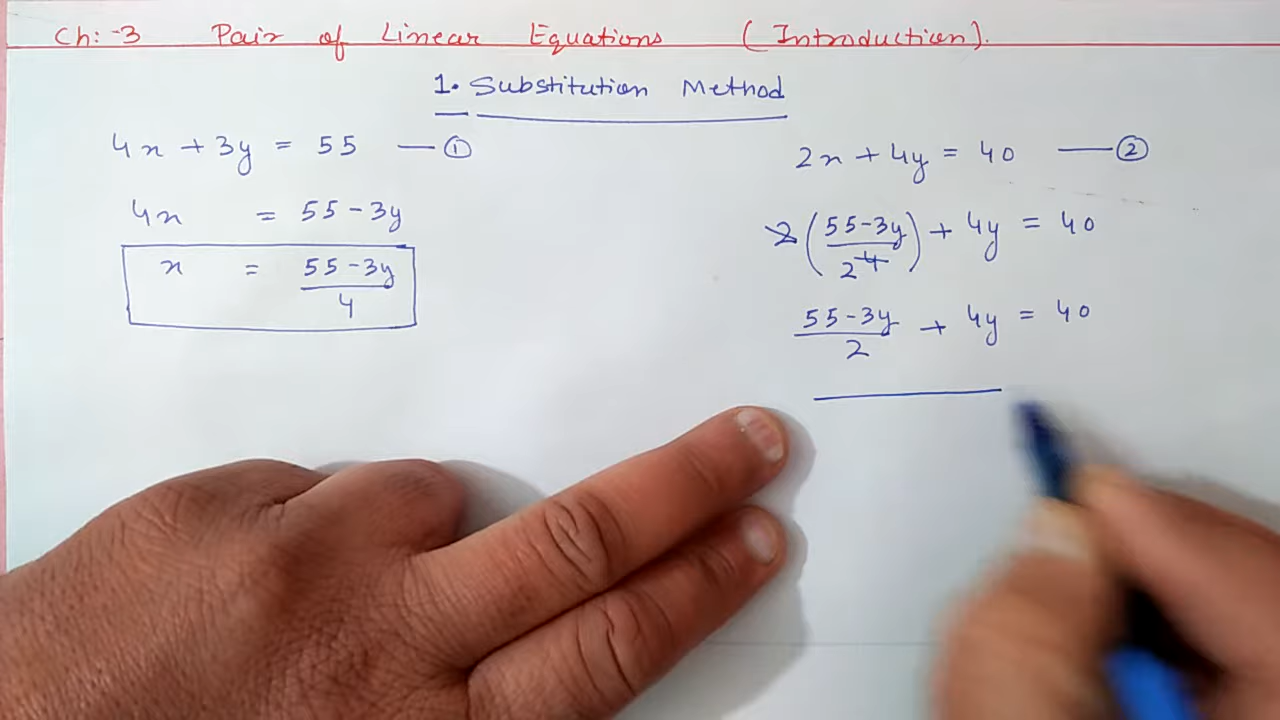 Ch:-3 Pair of Linear Equations (Introduction).
1. Substitution Method
4x + 3y = 55 —①
4x = 55-3y
x = 55-3y/4
2x + 4y = 40 —②
2(55-3y/2 4) + 4y = 40
55-3y/2 + 4y = 40